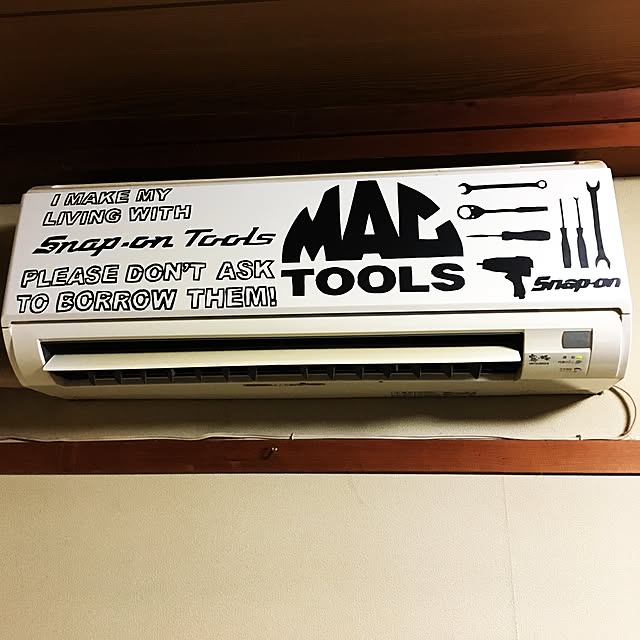 I MAKE MY
LIVING WITH
Snap-on Tools
PLEASE DON'T ASK
TO BORROW THEM!
MAC
TOOLS
Snap-on